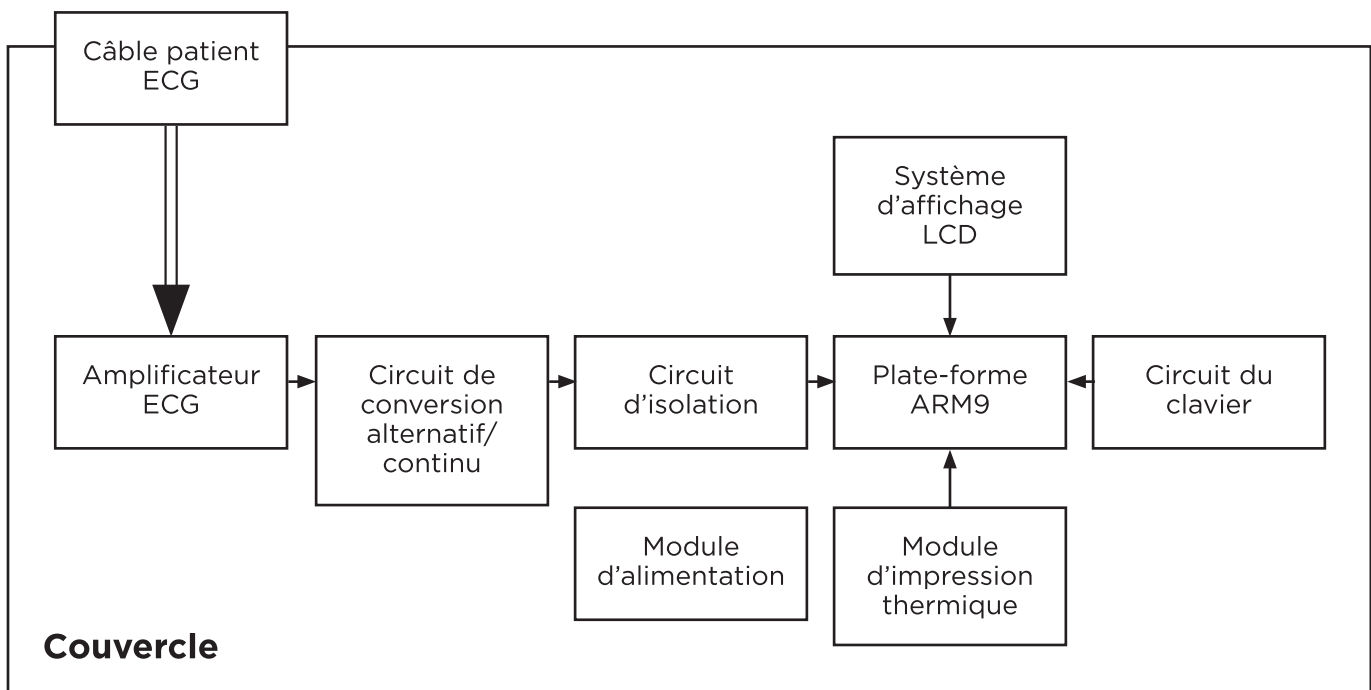 Câble patient
ECG
Système
d'affichage
LCD
Amplificateur
ECG
Circuit de
conversion
alternatif/
continu
Circuit
d'isolation
Plate-forme
ARM9
Circuit du
clavier
Module
d'alimentation
Module
d'impression
thermique
Couvercle